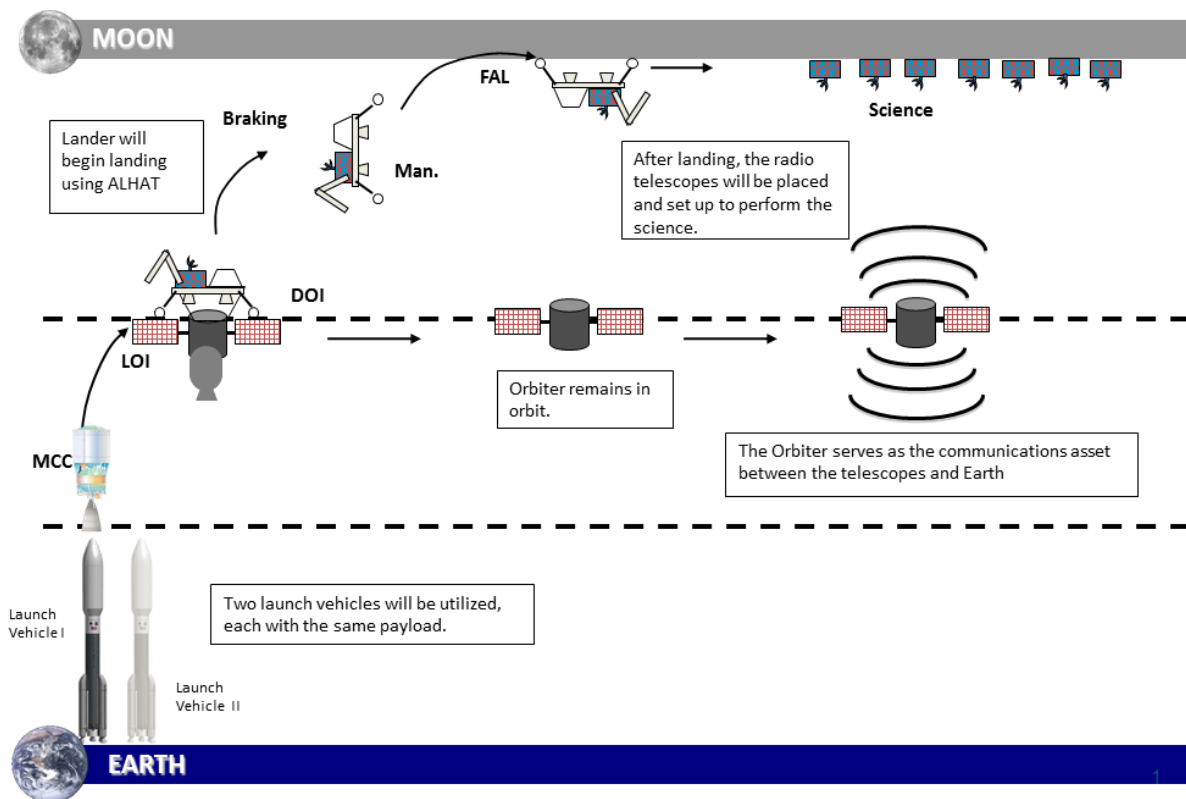 MOON
FAL
Braking
Man.
Science
Lander will
begin landing
using ALHAT
After landing, the radio
telescopes will be placed
and set up to perform the
science.
DOI
LOI
Orbiter remains in
orbit.
MCC
The Orbiter serves as the communications asset
between the telescopes and Earth
Launch
Vehicle I
Two launch vehicles will be utilized,
each with the same payload.
Launch
Vehicle II
EARTH
1